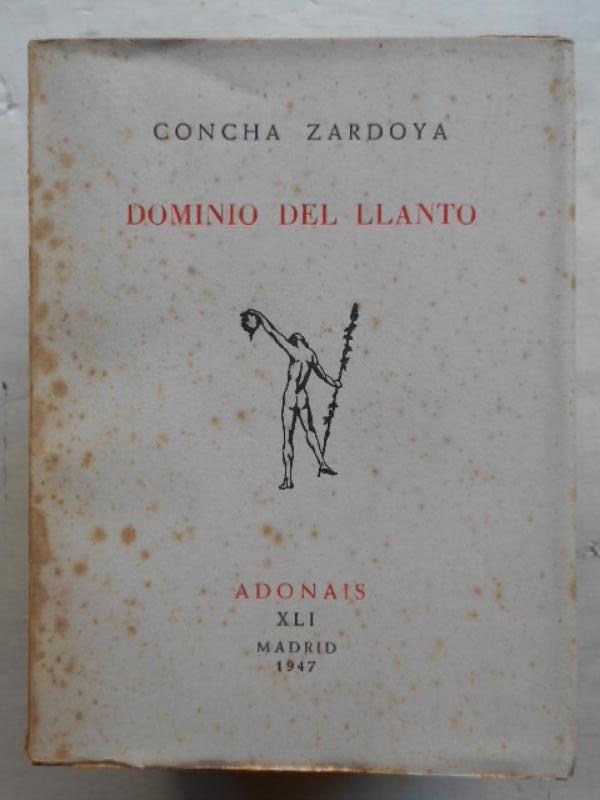 CONCHA ZARDOYA
DOMINIO DEL LLANTO
ADONAIS
XLI
MADRID
1947